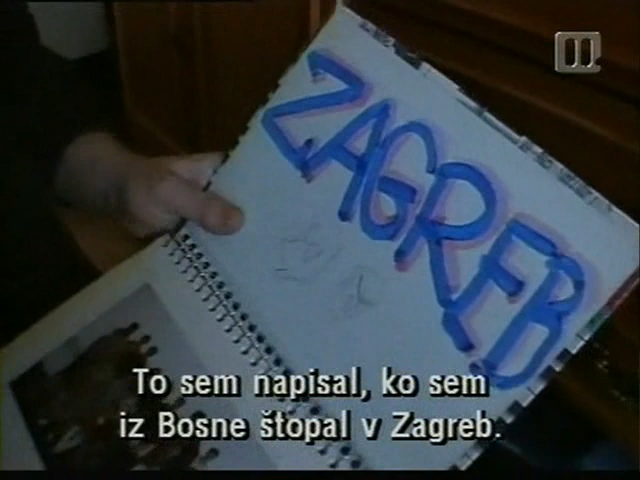 ZAGREB
To sem napisal, ko sem
iz Bosne štopal v Zagreb.